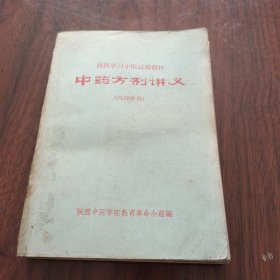 西医学习中医试用教材
中药方剂讲义
(内部使用)
陕西中医学院教育革命小组编